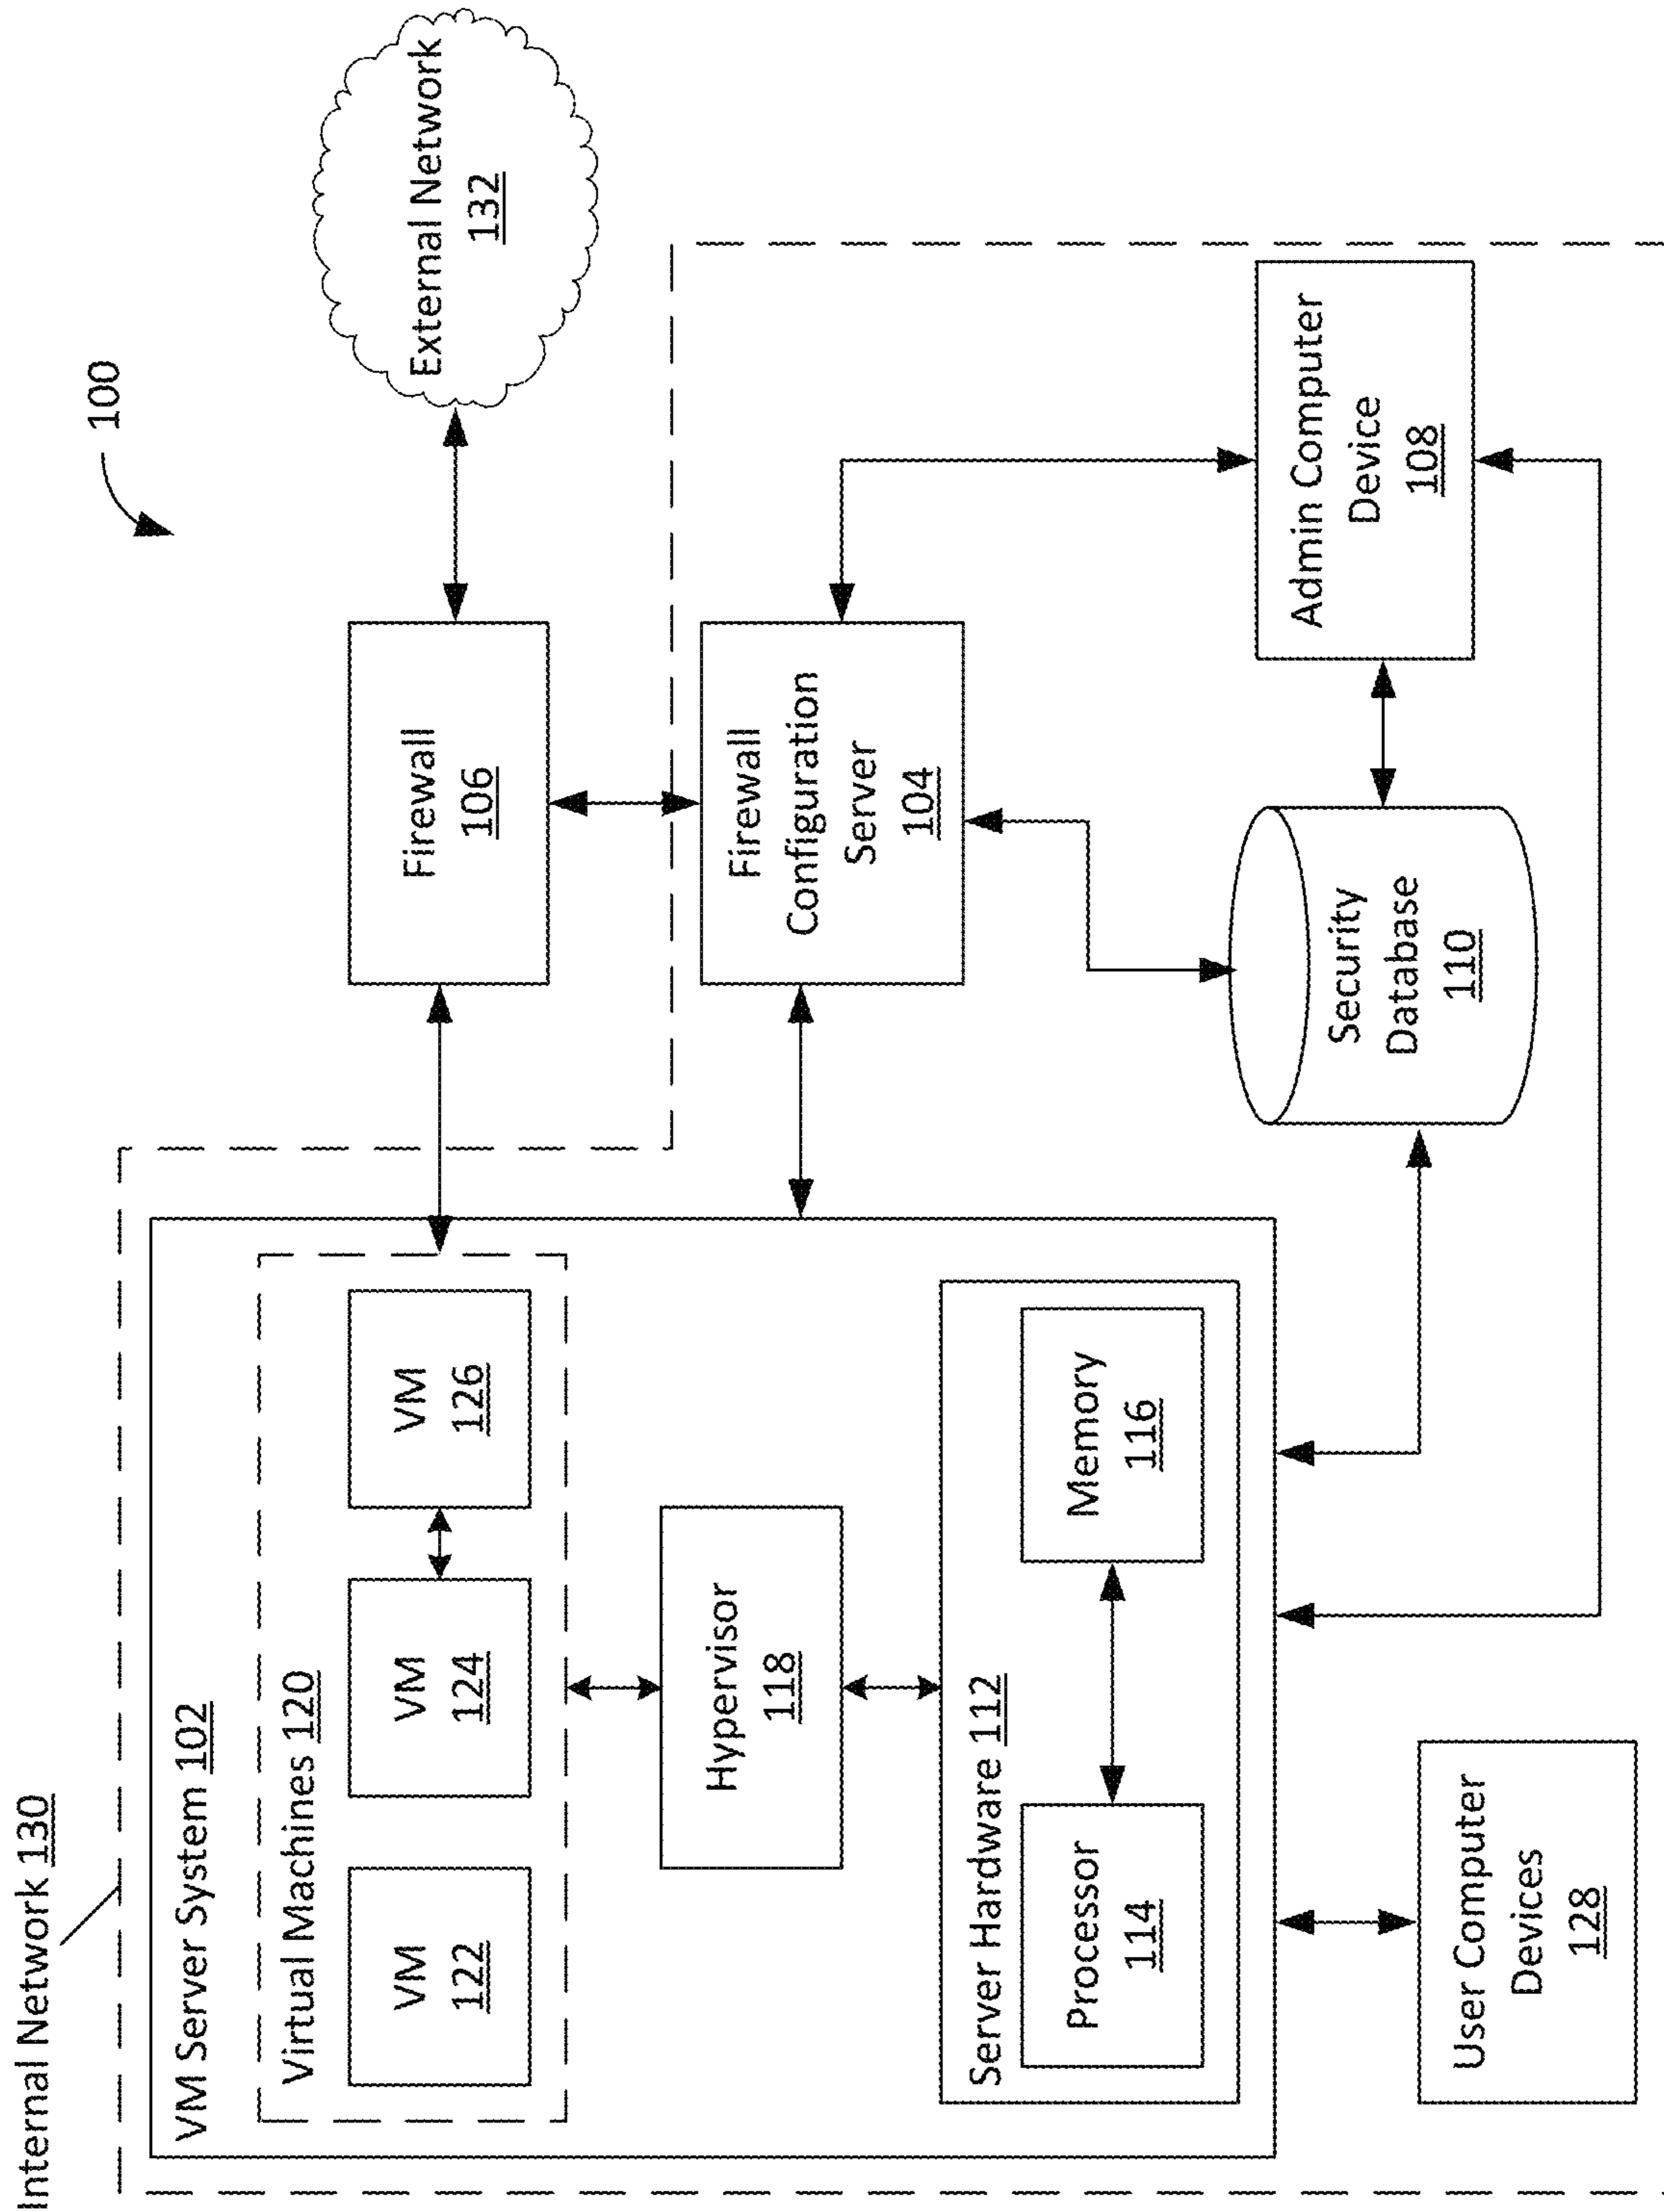 100
Internal Network 130
VM Server System 102
Virtual Machines 120
VM
122
VM
124
VM
126
Firewall
106
External Network
132
Hypervisor
118
Firewall
Configuration
Server
104
Server Hardware 112
Processor
114
Memory
116
Security
Database
110
Admin Computer
Device
108
User Computer
Devices
128